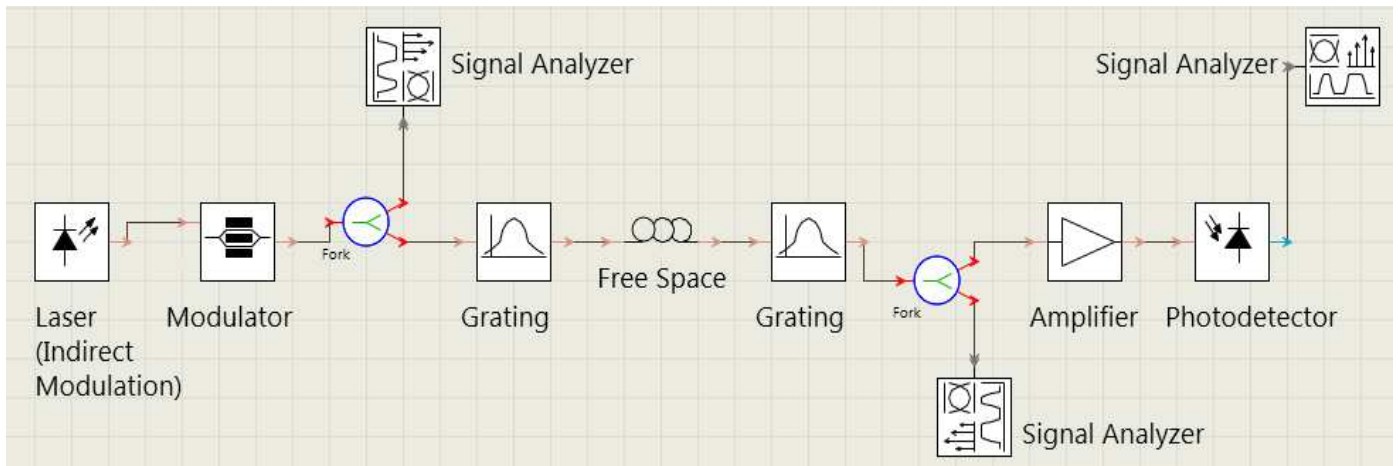 Signal Analyzer
Signal Analyzer
Fork
Free Space
Fork
Laser
(Indirect
Modulation)
Modulator
Grating
Grating
Amplifier
Photodetector
Signal Analyzer